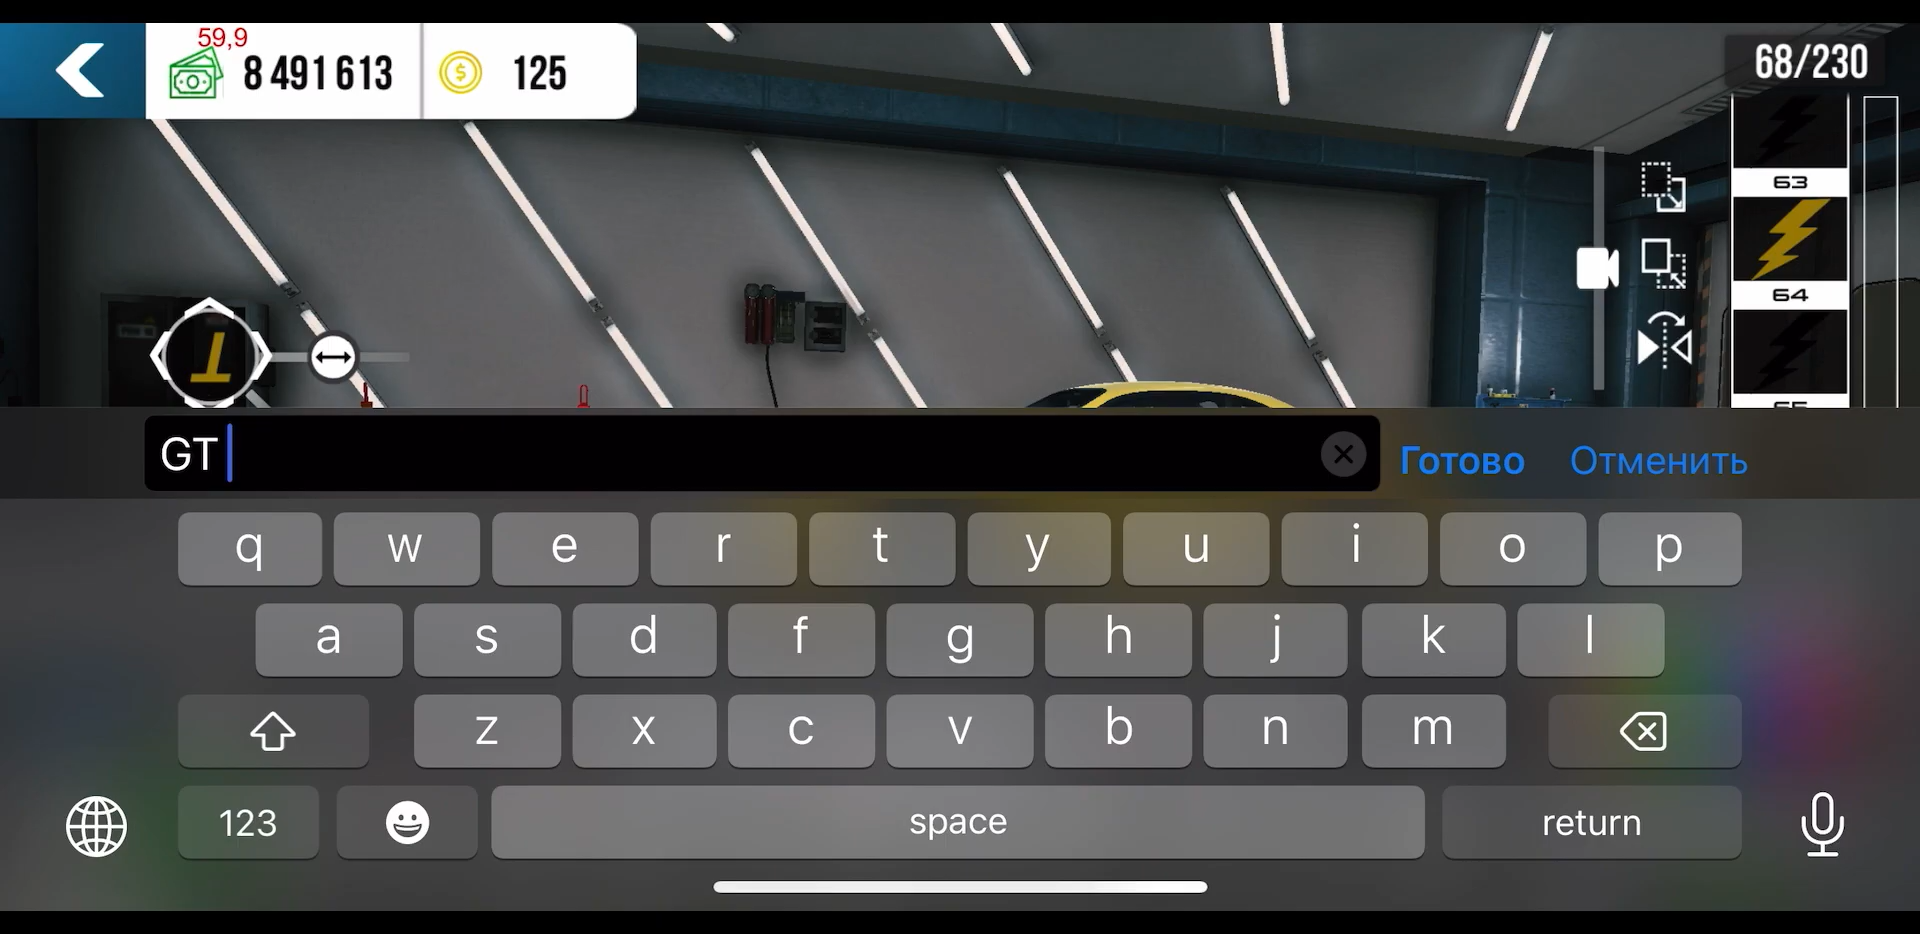 59,9
8 491 613
125
68/230
63
64
GT
Готово
Отменить
q w e r t y u i o p
a s d f g h j k l
z x c v b n m
123
space
return